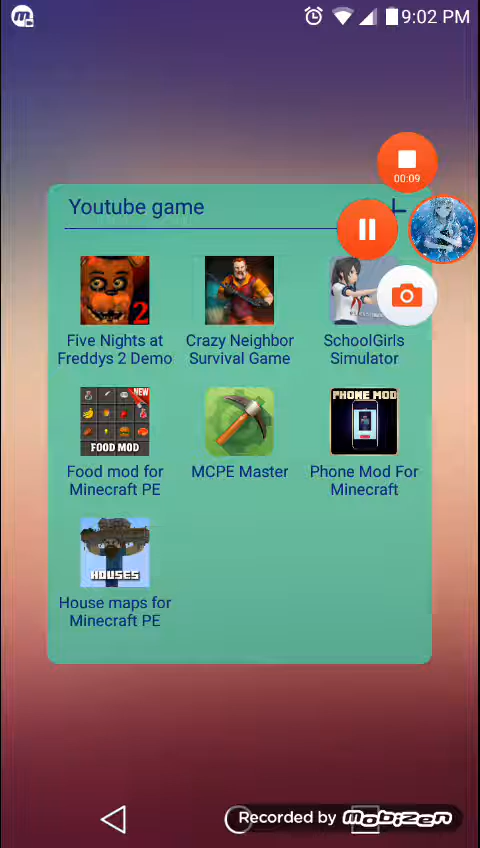 9:02 PM
00:09
Youtube game
2
Five Nights at
Freddys 2 Demo
Crazy Neighbor
Survival Game
SchoolGirls
Simulator
NEW
FOOD MOD
Food mod for
Minecraft PE
MCPE Master
PHONE MOD
Phone Mod For
Minecraft
HOUSES
House maps for
Minecraft PE
Recorded by Mobizen